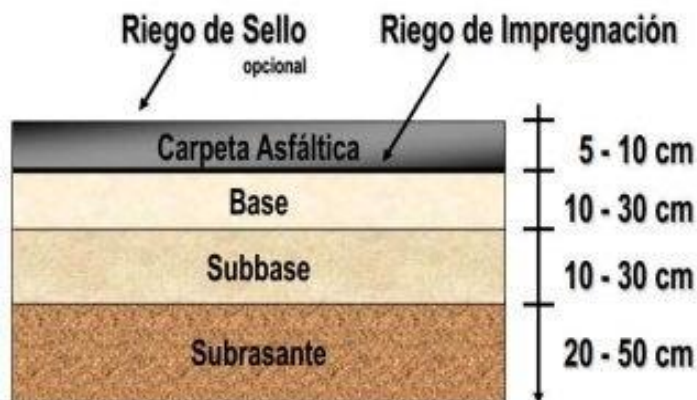 Riego de Sello
opcional
Riego de Impregnación
Carpeta Asfáltica
5 - 10 cm
Base
10 - 30 cm
Subbase
10 - 30 cm
Subrasante
20 - 50 cm